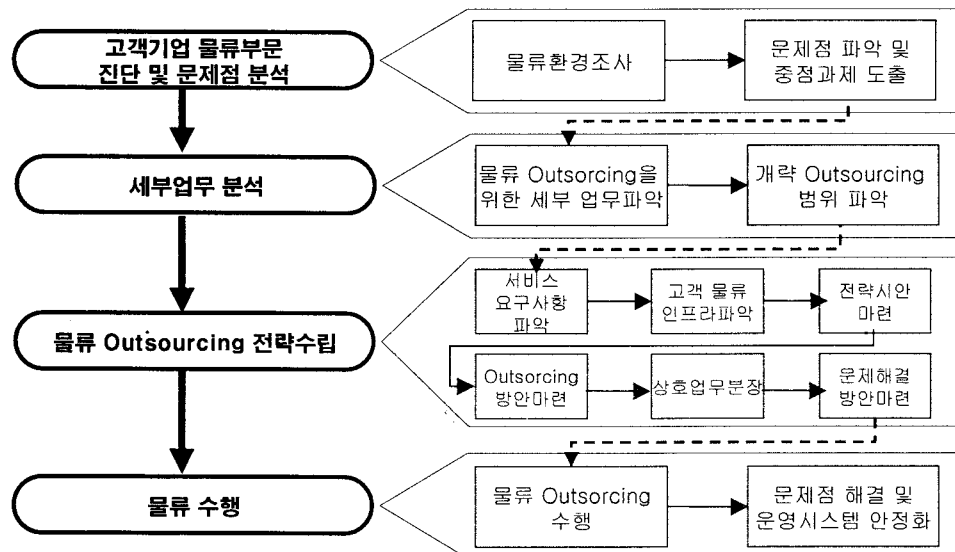 고객기업 물류부문
진단 및 문제점 분석
물류환경조사
문제점 파악 및
중점과제 도출
세부업무 분석
물류 Outsorcing을
위한 세부 업무파악
개략 Outsourcing
범위 파악
물류 Outsourcing 전략수립
서비스
요구사항
파악
고객 물류
인프라파악
전략시안
마련
Outsorcing
방안마련
상호업무분장
문제해결
방안마련
물류 수행
물류 Outsorcing
수행
문제점 해결 및
운영시스템 안정화